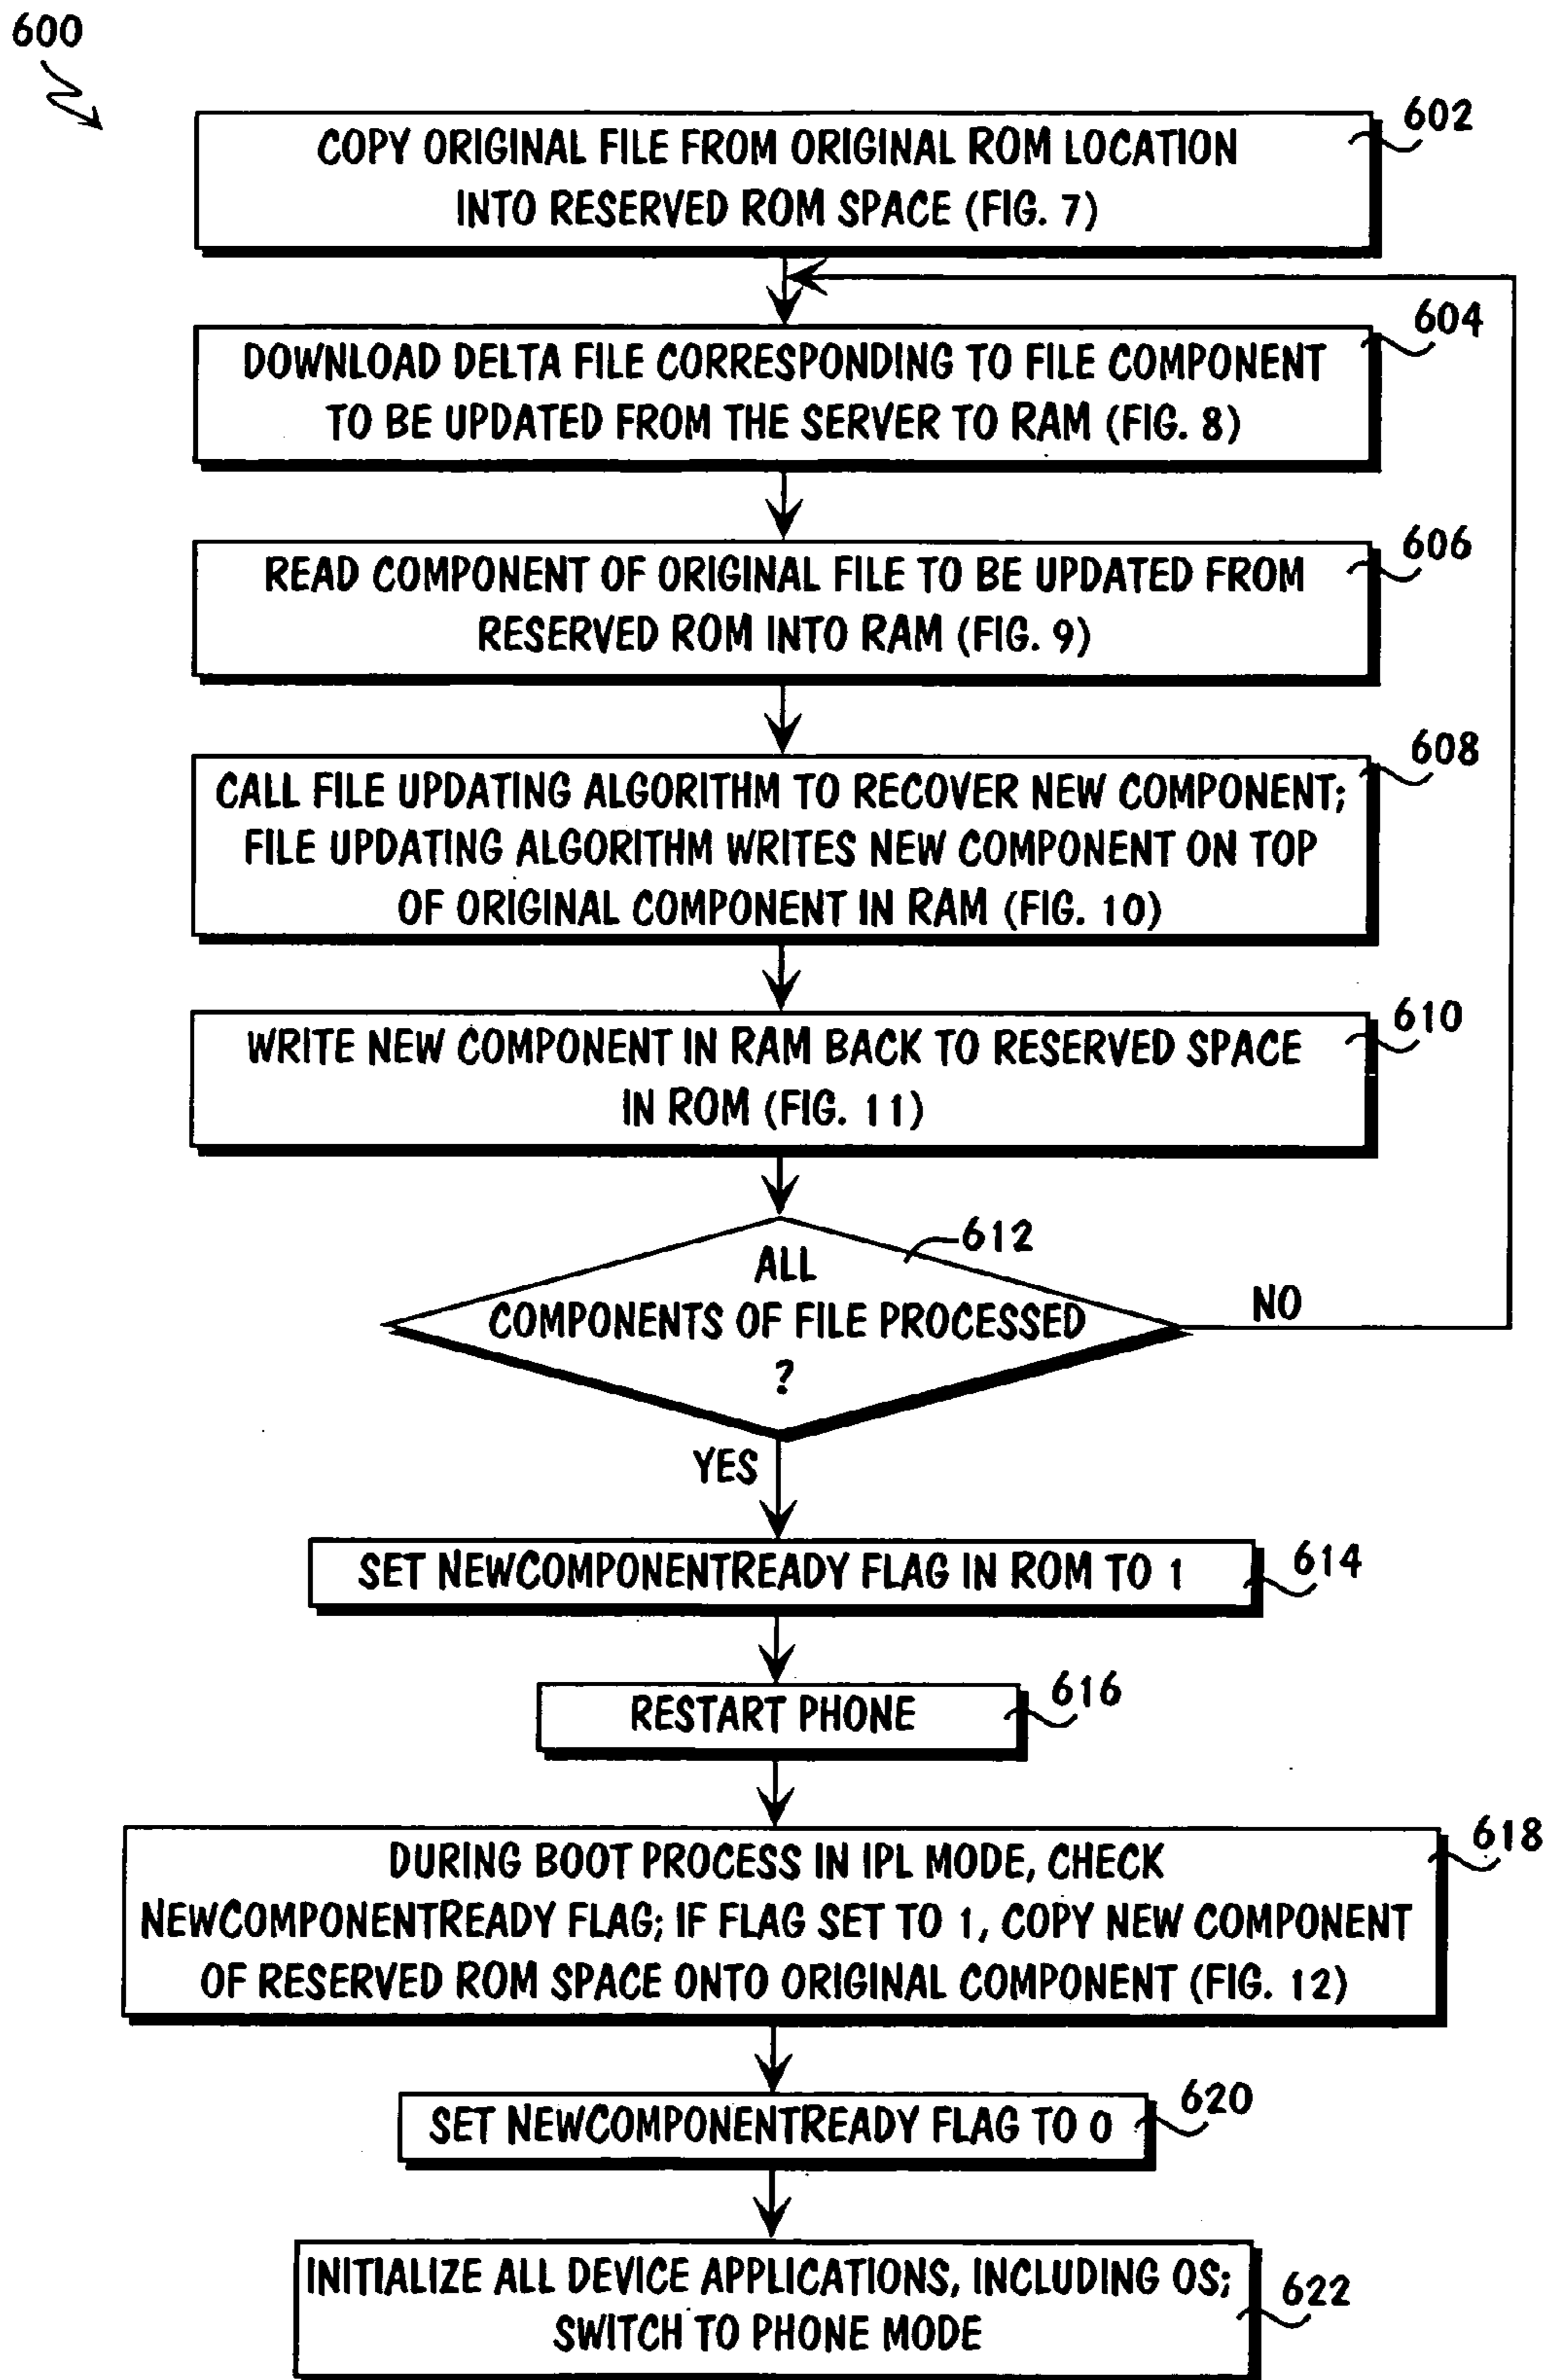 600
COPY ORIGINAL FILE FROM ORIGINAL ROM LOCATION
INTO RESERVED ROM SPACE (FIG. 7)
602
DOWNLOAD DELTA FILE CORRESPONDING TO FILE COMPONENT
TO BE UPDATED FROM THE SERVER TO RAM (FIG. 8)
604
READ COMPONENT OF ORIGINAL FILE TO BE UPDATED FROM
RESERVED ROM INTO RAM (FIG. 9)
606
CALL FILE UPDATING ALGORITHM TO RECOVER NEW COMPONENT;
FILE UPDATING ALGORITHM WRITES NEW COMPONENT ON TOP
OF ORIGINAL COMPONENT IN RAM (FIG. 10)
608
WRITE NEW COMPONENT IN RAM BACK TO RESERVED SPACE
IN ROM (FIG. 11)
610
612
ALL
COMPONENTS OF FILE PROCESSED
?
NO
YES
SET NEWCOMPONENTREADY FLAG IN ROM TO 1
614
RESTART PHONE
616
DURING BOOT PROCESS IN IPL MODE, CHECK
NEWCOMPONENTREADY FLAG; IF FLAG SET TO 1, COPY NEW COMPONENT
OF RESERVED ROM SPACE ONTO ORIGINAL COMPONENT (FIG. 12)
618
SET NEWCOMPONENTREADY FLAG TO 0
620
INITIALIZE ALL DEVICE APPLICATIONS, INCLUDING OS;
SWITCH TO PHONE MODE
622